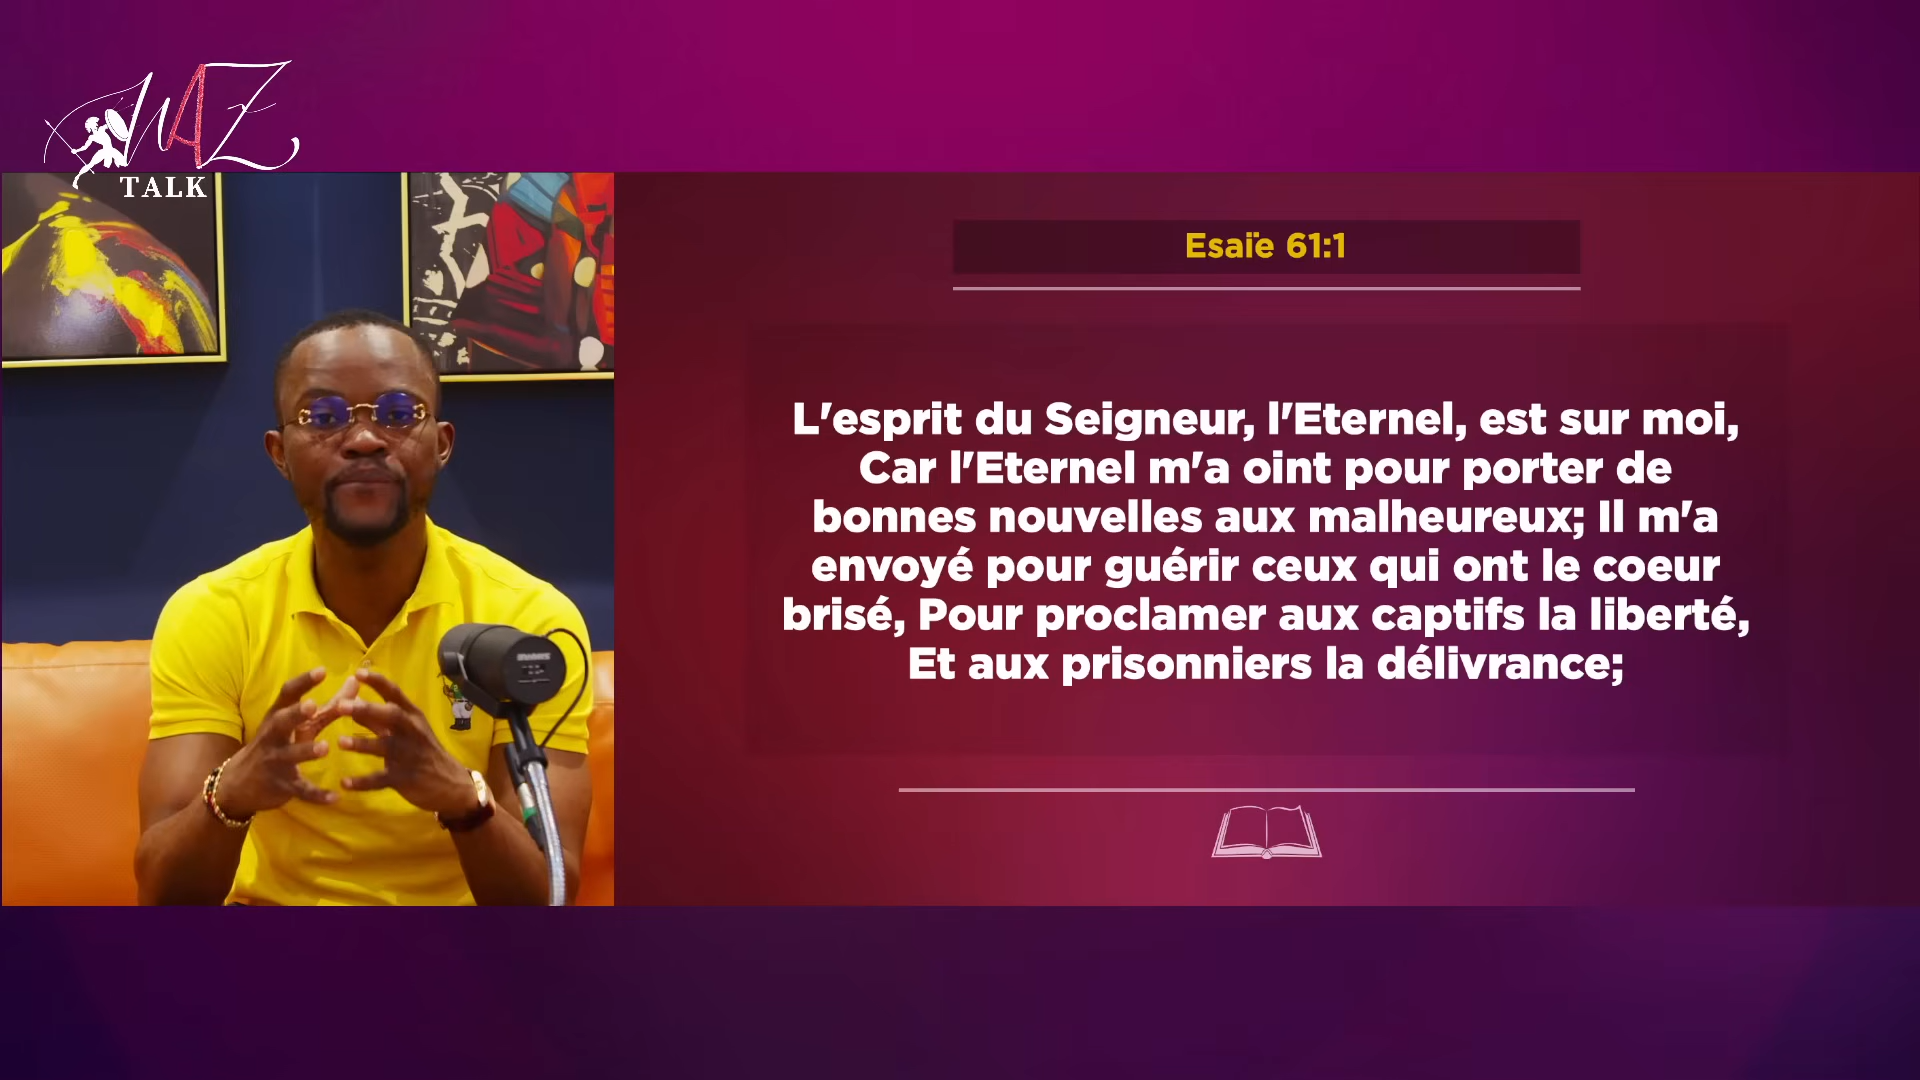 TALK
Esaïe 61:1
L'esprit du Seigneur, l'Eternel, est sur moi,
Car l'Eternel m'a oint pour porter de
bonnes nouvelles aux malheureux; Il m'a
envoyé pour guérir ceux qui ont le coeur
brisé, Pour proclamer aux captifs la liberté,
Et aux prisonniers la délivrance;